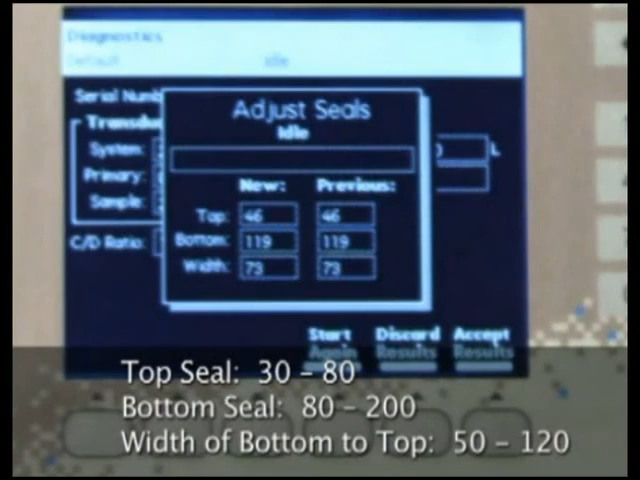 Diagnostics
Default Idle
Serial Numb
Adjust Seals
Idle
Transdu
System: L
Primary:
Sample:
New: Previous:
Top: 46 46
Bottom: 119 119
Width: 73 73
C/D Ratio:
Start Discard Accept
Again Results Results
Top Seal: 30 – 80
Bottom Seal: 80 – 200
Width of Bottom to Top: 50 – 120